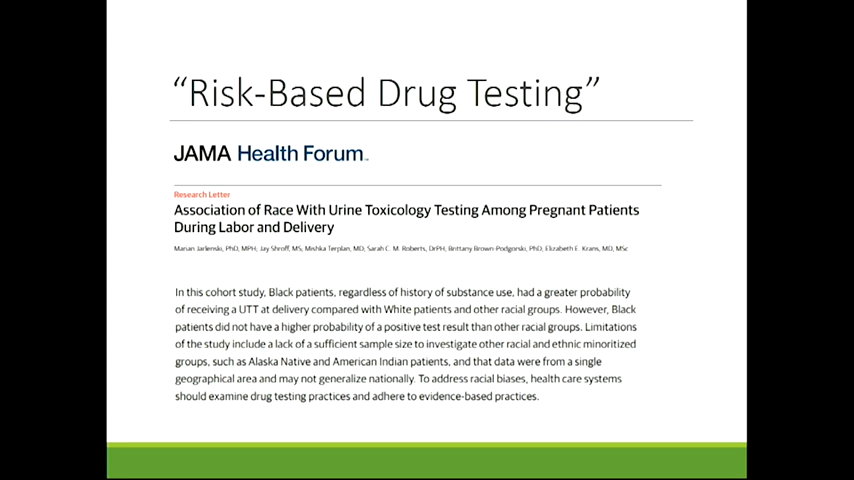 “Risk-Based Drug Testing”
JAMA Health Forum™
Research Letter
Association of Race With Urine Toxicology Testing Among Pregnant Patients
During Labor and Delivery
Marian Jarlenski, PhD, MPH; Jay Shroff, MS; Mishka Terplan, MD; Sarah C. M. Roberts, DrPH; Brittany Brown-Podgorski, PhD; Elizabeth E. Krans, MD, MSc
In this cohort study, Black patients, regardless of history of substance use, had a greater probability
of receiving a UTT at delivery compared with White patients and other racial groups. However, Black
patients did not have a higher probability of a positive test result than other racial groups. Limitations
of the study include a lack of a sufficient sample size to investigate other racial and ethnic minoritized
groups, such as Alaska Native and American Indian patients, and that data were from a single
geographical area and may not generalize nationally. To address racial biases, health care systems
should examine drug testing practices and adhere to evidence-based practices.